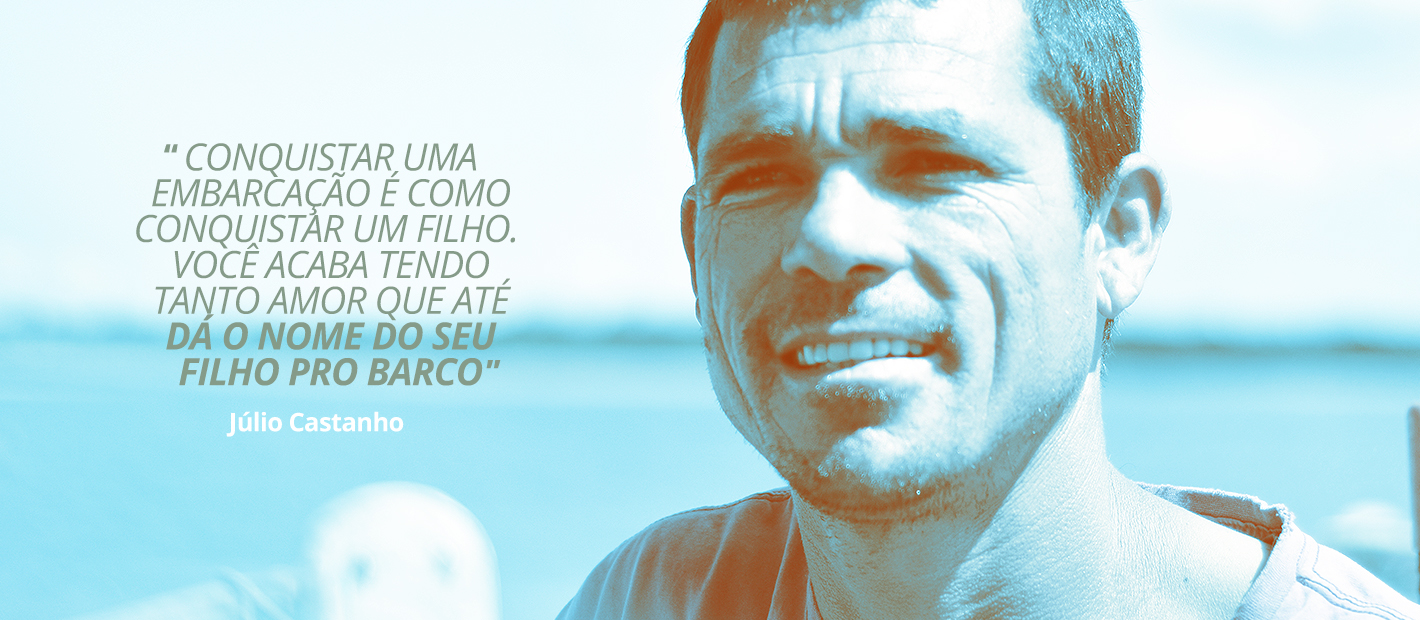 “ CONQUISTAR UMA
EMBARCAÇÃO É COMO
CONQUISTAR UM FILHO.
VOCÊ ACABA TENDO
TANTO AMOR QUE ATÉ
DÁ O NOME DO SEU
FILHO PRO BARCO”
Júlio Castanho